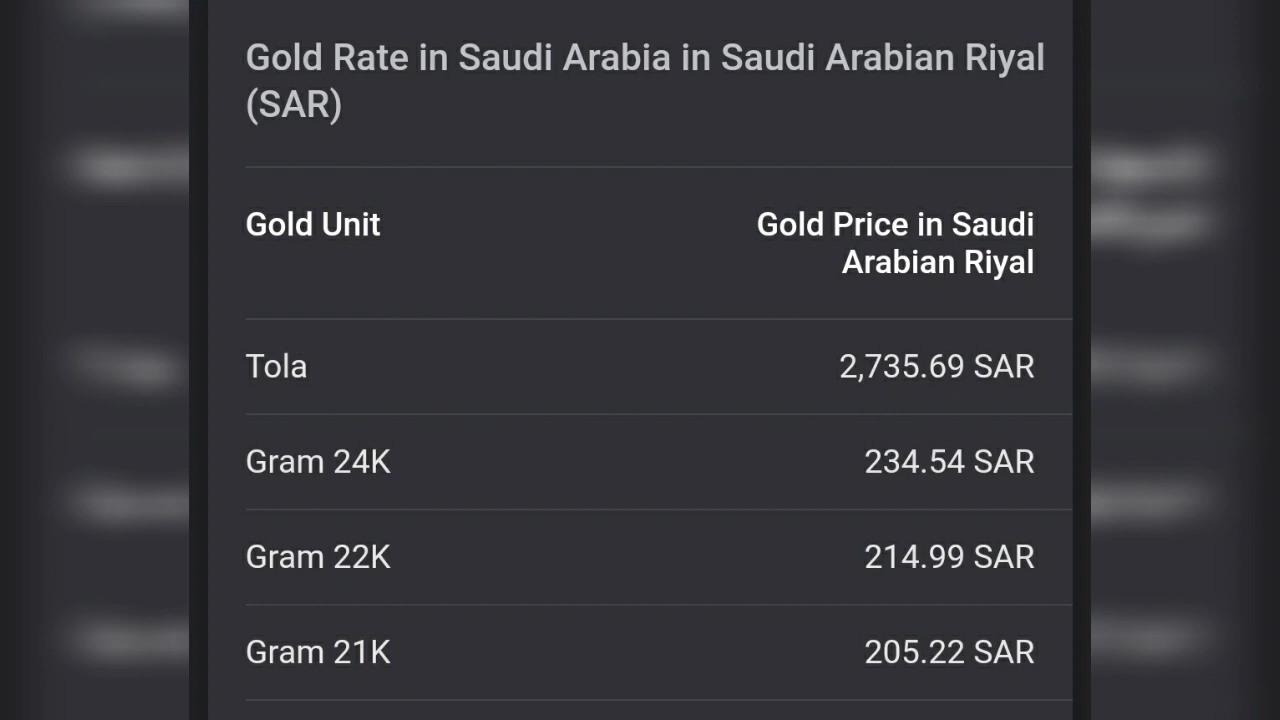 Gold Rate in Saudi Arabia in Saudi Arabian Riyal
(SAR)
Gold Unit
Gold Price in Saudi
Arabian Riyal
Tola 2,735.69 SAR
Gram 24K 234.54 SAR
Gram 22K 214.99 SAR
Gram 21K 205.22 SAR